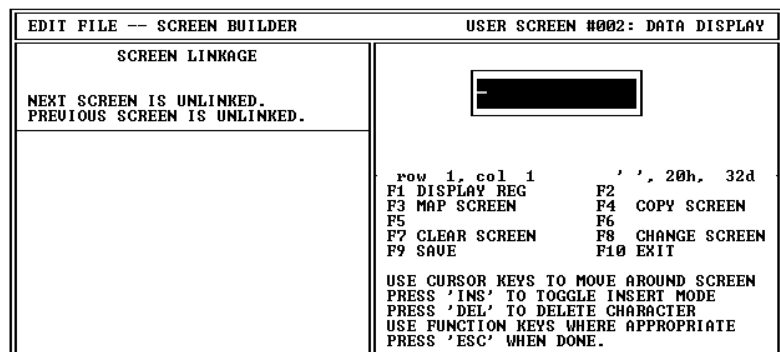 EDIT FILE -- SCREEN BUILDER
USER SCREEN #002: DATA DISPLAY
SCREEN LINKAGE
NEXT SCREEN IS UNLINKED.
PREVIOUS SCREEN IS UNLINKED.
row 1, col 1 ' ', 20h, 32d
F1 DISPLAY REG F2
F3 MAP SCREEN F4 COPY SCREEN
F5 F6
F7 CLEAR SCREEN F8 CHANGE SCREEN
F9 SAVE F10 EXIT
USE CURSOR KEYS TO MOVE AROUND SCREEN
PRESS 'INS' TO TOGGLE INSERT MODE
PRESS 'DEL' TO DELETE CHARACTER
USE FUNCTION KEYS WHERE APPROPRIATE
PRESS 'ESC' WHEN DONE.